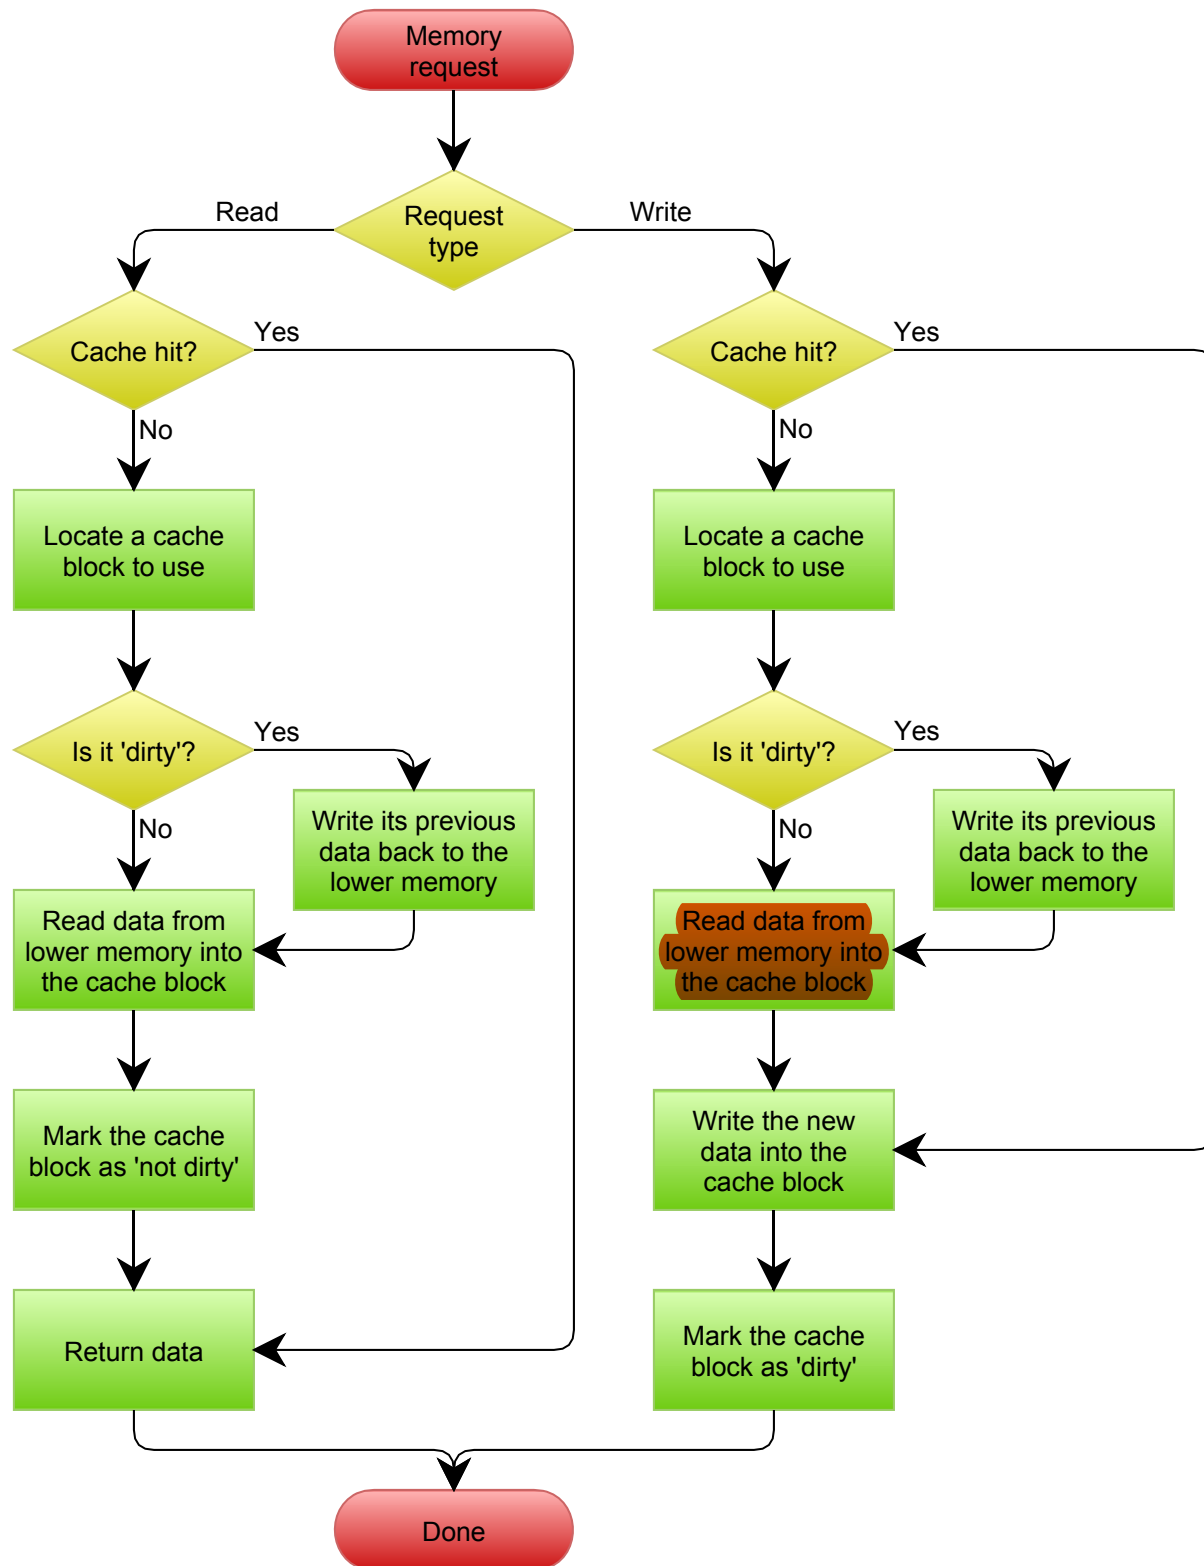 Memory
request
Request
type
Read
Write
Cache hit?
Yes
No
Locate a cache
block to use
Is it 'dirty'?
Yes
No
Write its previous
data back to the
lower memory
Read data from
lower memory into
the cache block
Mark the cache
block as 'not dirty'
Return data
Cache hit?
Yes
No
Locate a cache
block to use
Is it 'dirty'?
Yes
No
Write its previous
data back to the
lower memory
Read data from
lower memory into
the cache block
Write the new
data into the
cache block
Mark the cache
block as 'dirty'
Done